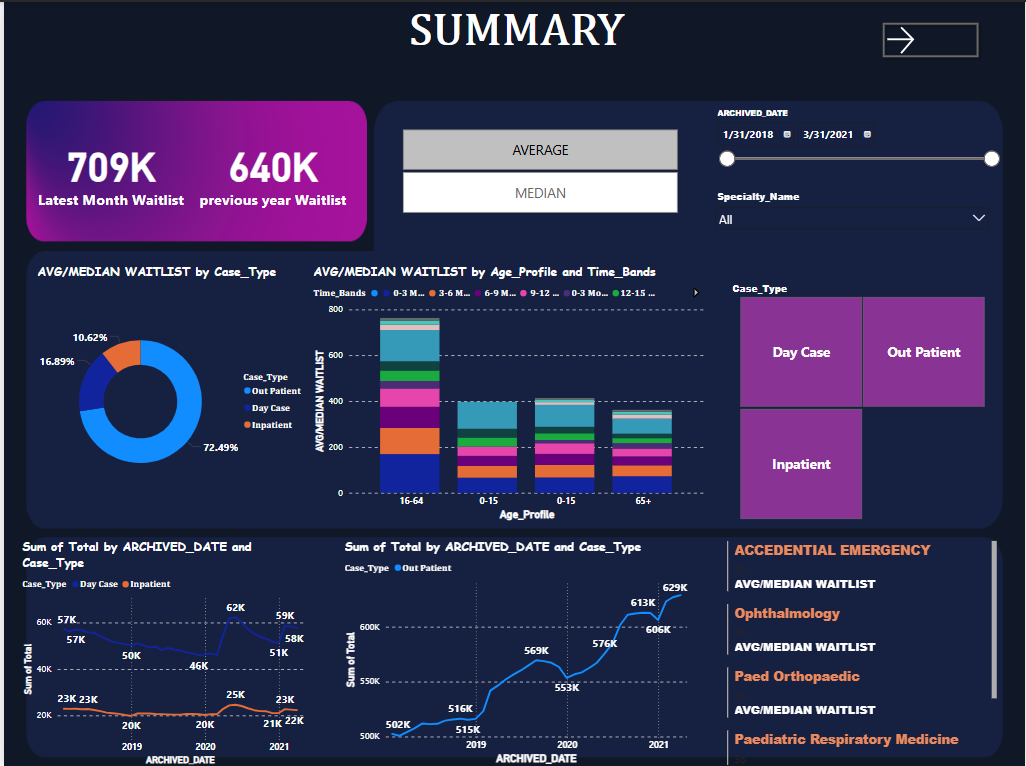 SUMMARY
709K
Latest Month Waitlist
640K
previous year Waitlist
AVERAGE
MEDIAN
ARCHIVED_DATE
1/31/2018
3/31/2021
Specialty_Name
All
AVG/MEDIAN WAITLIST by Case_Type
10.62%
16.89%
72.49%
Case_Type
Out Patient
Day Case
Inpatient
AVG/MEDIAN WAITLIST by Age_Profile and Time_Bands
Time_Bands 0-3 M... 3-6 M... 6-9 M... 9-12 ... 0-3 Mo... 12-15 ...
AVG/MEDIAN WAITLIST
800
600
400
200
0
16-64 0-15 0-15 65+
Age_Profile
Case_Type
Day Case
Out Patient
Inpatient
Sum of Total by ARCHIVED_DATE and
Case_Type
Case_Type Day Case Inpatient
Sum of Total
60K
40K
20K
57K
57K
50K
46K
62K
51K
59K
58K
23K 23K
20K
20K
25K
21K
23K
22K
2019 2020 2021
ARCHIVED_DATE
Sum of Total by ARCHIVED_DATE and Case_Type
Case_Type Out Patient
Sum of Total
600K
550K
500K
502K
516K
515K
569K
553K
576K
613K
606K
629K
2019 2020 2021
ARCHIVED_DATE
ACCEDENTIAL EMERGENCY
AVG/MEDIAN WAITLIST
Ophthalmology
AVG/MEDIAN WAITLIST
Paed Orthopaedic
AVG/MEDIAN WAITLIST
Paediatric Respiratory Medicine